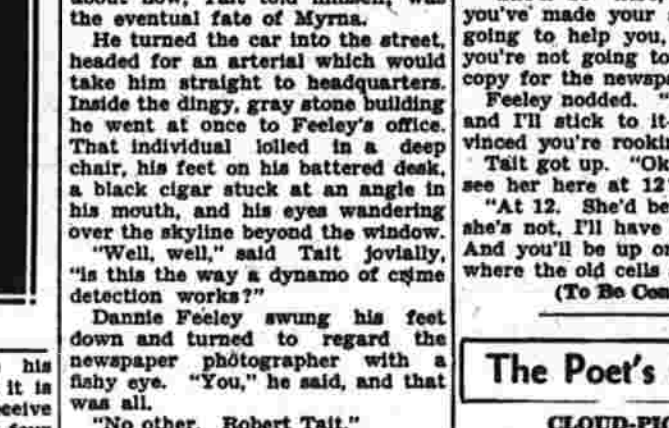 the eventual fate of Myrna.
He turned the car into the street,
headed for an arterial which would
take him straight to headquarters.
Inside the dingy, gray stone building
he went at once to Feeley's office.
That individual lolled in a deep
chair, his feet on his battered desk,
a black cigar stuck at an angle in
his mouth, and his eyes wandering
over the skyline beyond the window.
"Well, well," said Tait jovially,
"is this the way a dynamo of crime
detection works?"
Dannie Feeley swung his feet
down and turned to regard the
newspaper photographer with a
fishy eye. "You," he said, and that
was all.
"No other. Robert Tait."
you've made your
going to help you,
you're not going to
copy for the newsp
Feeley nodded. "
and I'll stick to it
vinced you're rooki
Tait got up. "Ok
see her here at 12
"At 12. She'd be
she's not, I'll have
And you'll be up o
where the old cells
(To Be Con
The Poet's
CLOUD-PI
his
it is
ceive